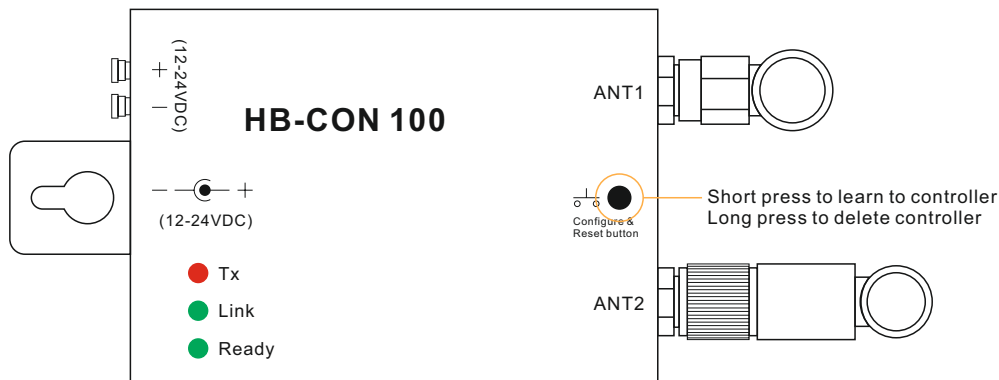 +
(12-24VDC)
−
HB-CON 100
ANT1
− +
(12-24VDC)
Configure &
Reset button
Short press to learn to controller
Long press to delete controller
Tx
Link
Ready
ANT2